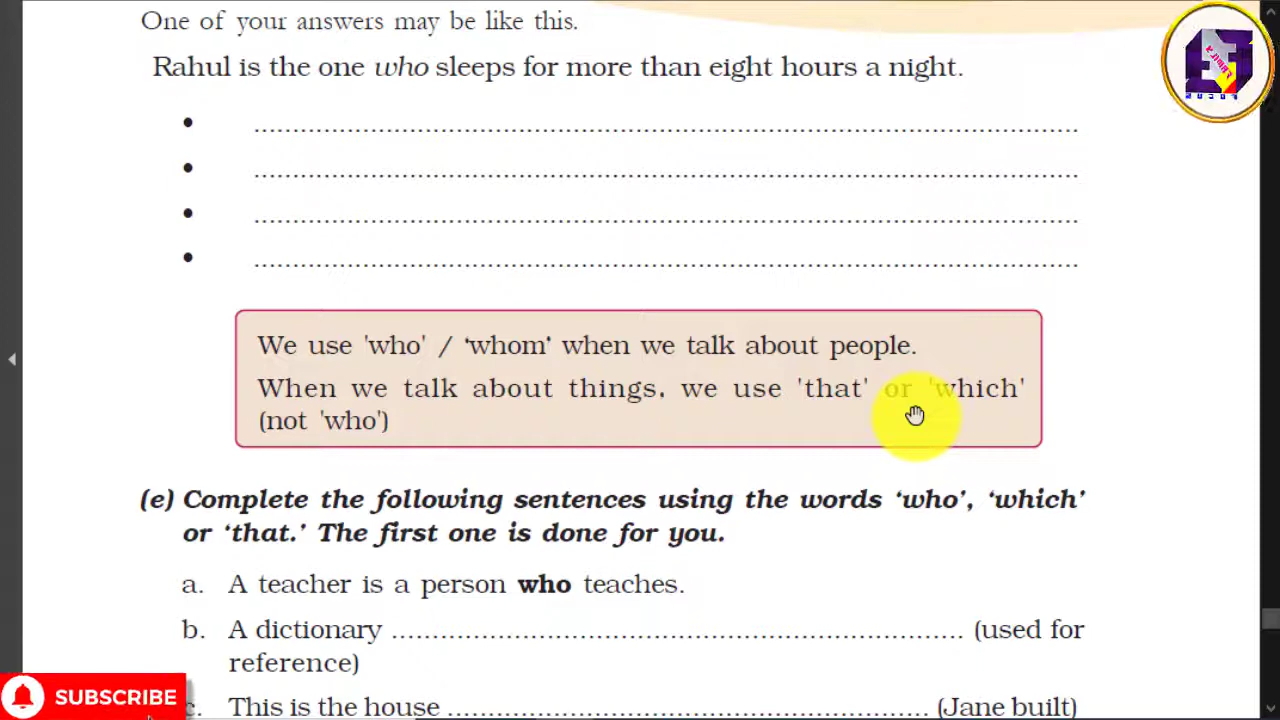 One of your answers may be like this.
Rahul is the one who sleeps for more than eight hours a night.
• ..........................................................................................
• ..........................................................................................
• ..........................................................................................
• ..........................................................................................
We use 'who' / 'whom' when we talk about people.
When we talk about things, we use 'that' or 'which'
(not 'who')
(e) Complete the following sentences using the words 'who', 'which'
or 'that.' The first one is done for you.
a. A teacher is a person who teaches.
b. A dictionary ....................................................................... (used for
reference)
SUBSCRIBE
c. This is the house ............................................................ (Jane built)